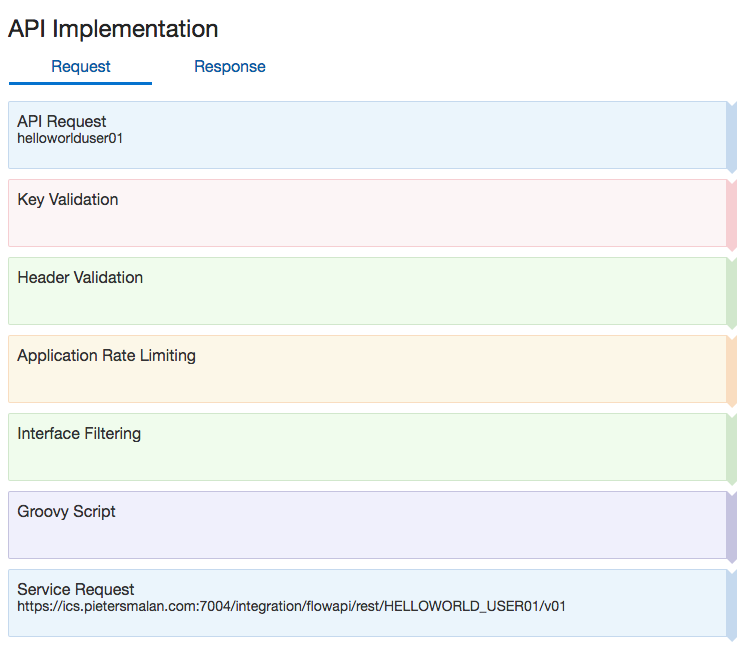 API Implementation
Request Response
API Request
helloworlduser01
Key Validation
Header Validation
Application Rate Limiting
Interface Filtering
Groovy Script
Service Request
https://ics.pietersmalan.com:7004/integration/flowapi/rest/HELLOWORLD_USER01/v01